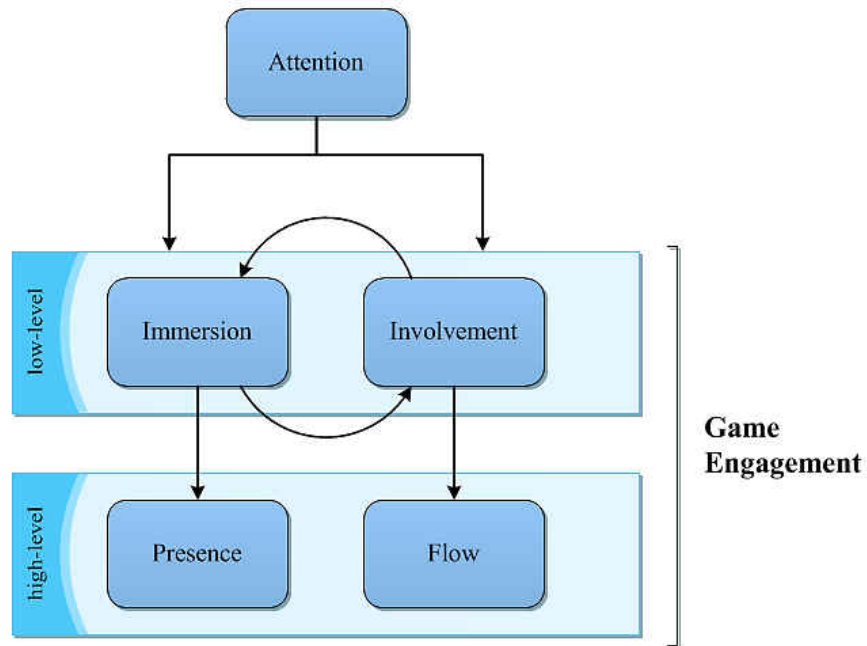 Attention
low-level
Immersion
Involvement
Game
Engagement
high-level
Presence
Flow